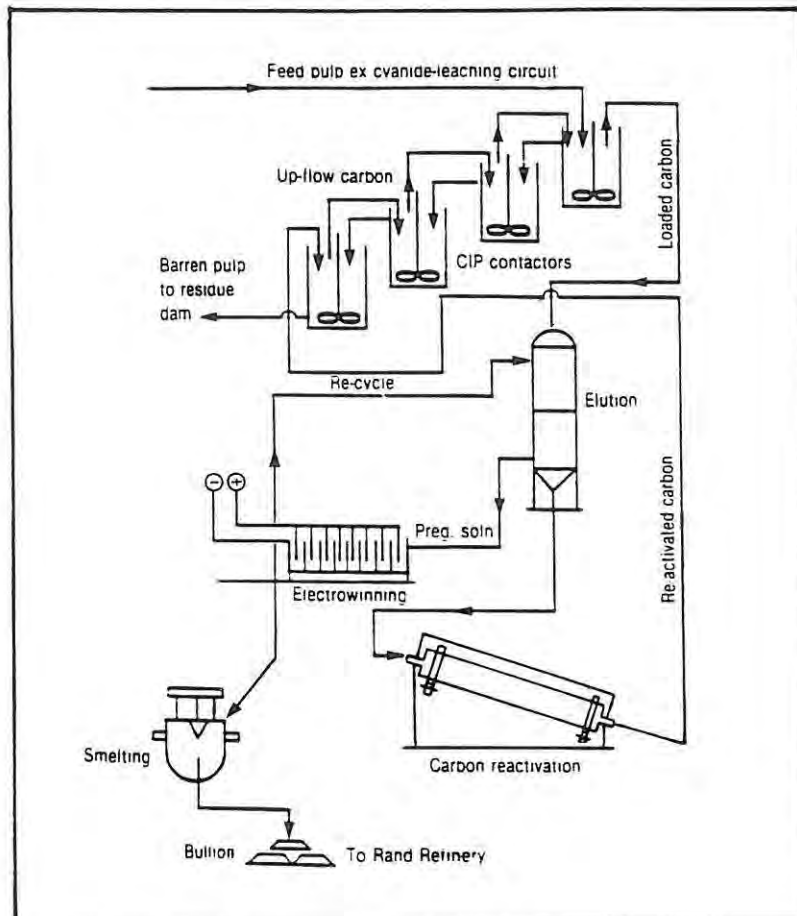 Feed pulp ex cyanide-leaching circuit
Up-flow carbon
Loaded carbon
CIP contactors
Barren pulp
to residue
dam
Re-cycle
Elution
− +
Preg. soln
Re-activated carbon
Electrowinning
Smelting
Carbon reactivation
Bullion
To Rand Refinery